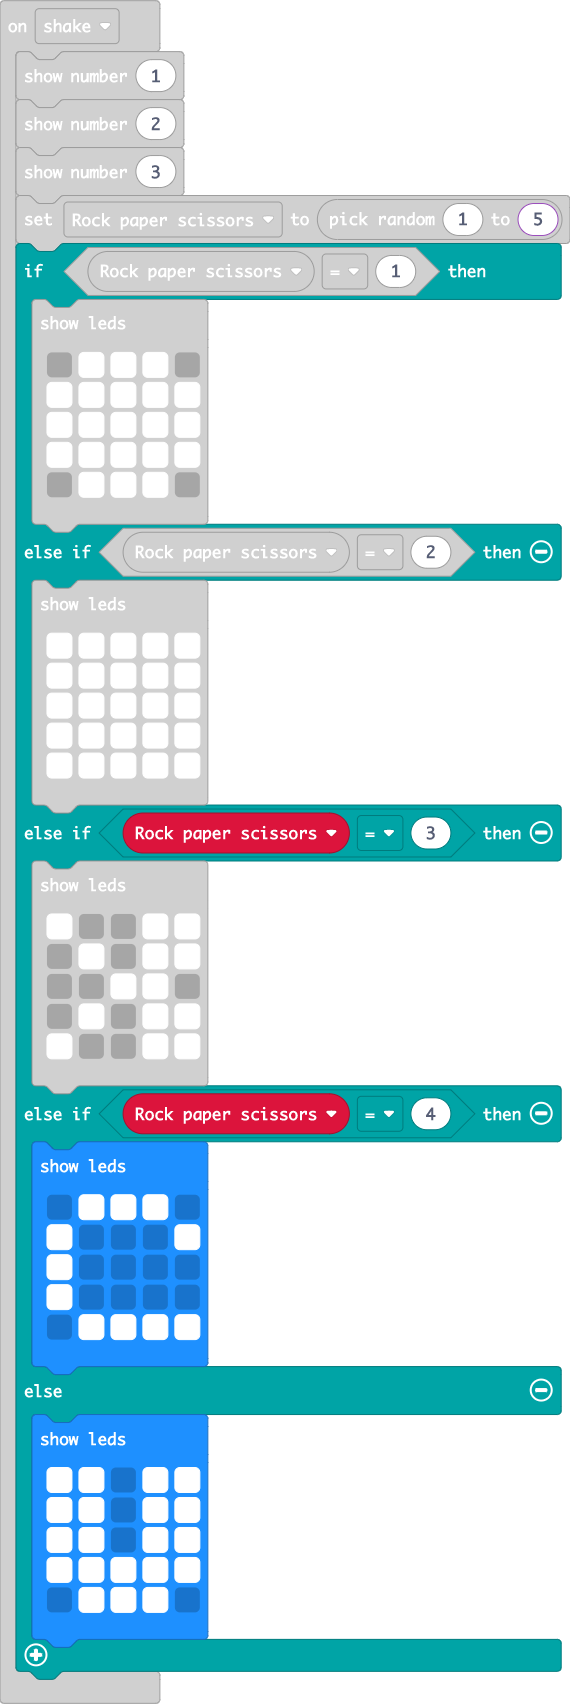 on shake
show number 1
show number 2
show number 3
set Rock paper scissors to pick random 1 to 5
if Rock paper scissors = 1 then
show leds
else if Rock paper scissors = 2 then
show leds
else if Rock paper scissors = 3 then
show leds
else if Rock paper scissors = 4 then
show leds
else
show leds